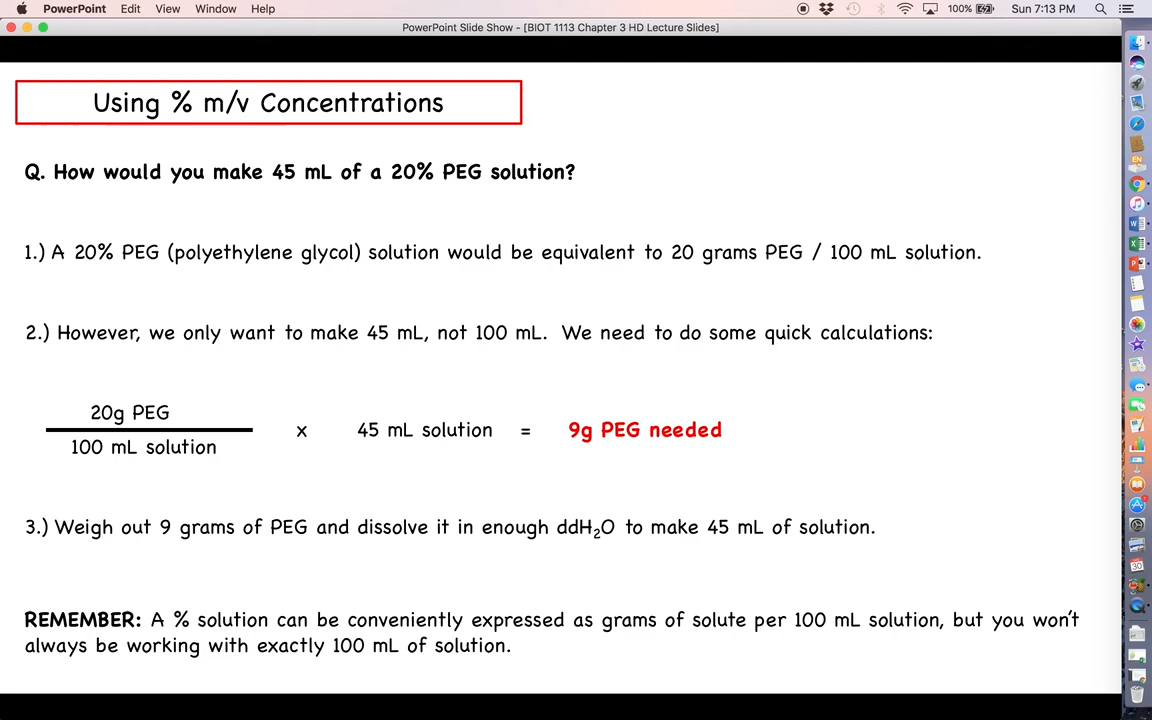 PowerPoint Edit View Window Help 100% Sun 7:13 PM
PowerPoint Slide Show - [BIOT 1113 Chapter 3 HD Lecture Slides]
Using % m/v Concentrations
Q. How would you make 45 mL of a 20% PEG solution?
1.) A 20% PEG (polyethylene glycol) solution would be equivalent to 20 grams PEG / 100 mL solution.
2.) However, we only want to make 45 mL, not 100 mL. We need to do some quick calculations:
20g PEG
100 mL solution x 45 mL solution = 9g PEG needed
3.) Weigh out 9 grams of PEG and dissolve it in enough ddH₂O to make 45 mL of solution.
REMEMBER: A % solution can be conveniently expressed as grams of solute per 100 mL solution, but you won't
always be working with exactly 100 mL of solution.